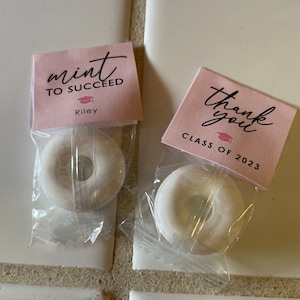 mint
TO SUCCEED
Riley
thank
you
CLASS OF 2023